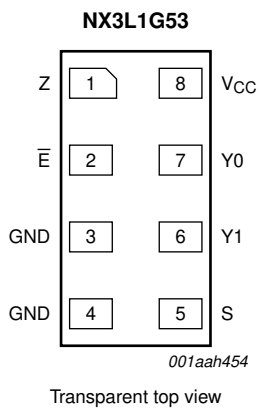 NX3L1G53
Z 1 8 VCC
E̅ 2 7 Y0
GND 3 6 Y1
GND 4 5 S
001aah454
Transparent top view